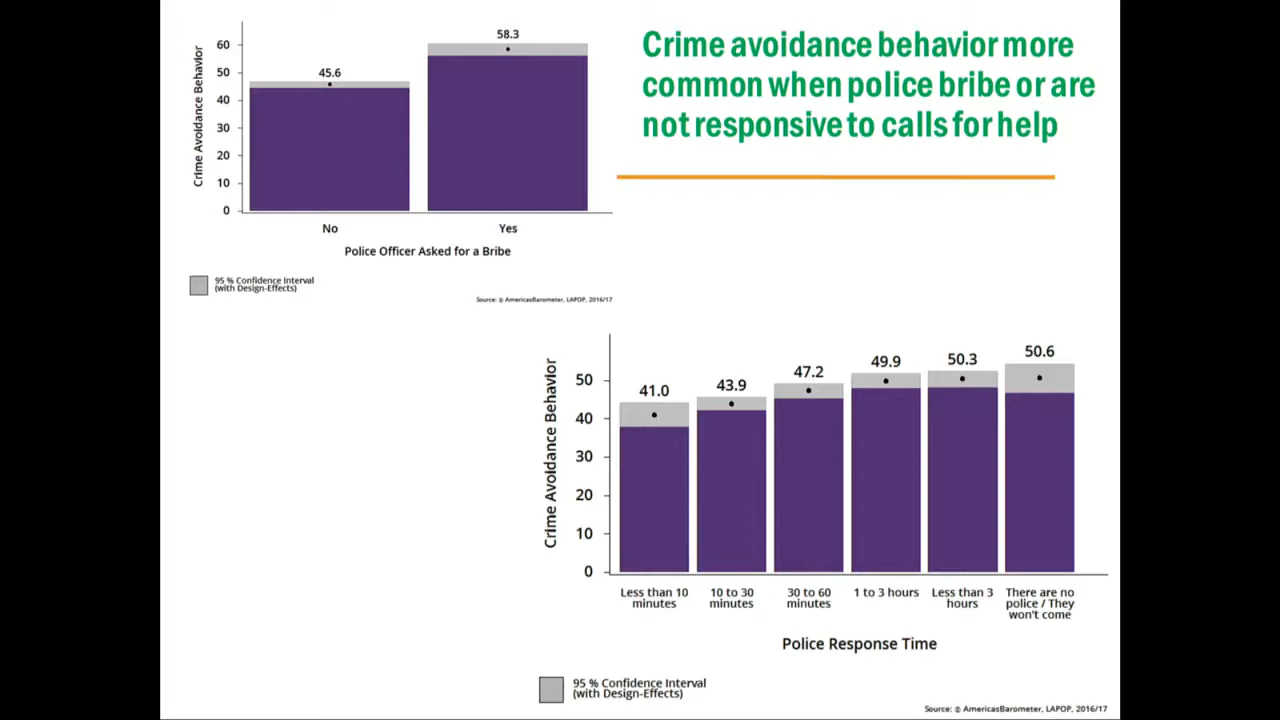 Crime avoidance behavior more
common when police bribe or are
not responsive to calls for help
Crime Avoidance Behavior
60
50
40
30
20
10
0
45.6
58.3
No
Yes
Police Officer Asked for a Bribe
95 % Confidence Interval
(with Design-Effects)
Source: © AmericasBarometer, LAPOP, 2016/17
Crime Avoidance Behavior
50
40
30
20
10
0
41.0
43.9
47.2
49.9
50.3
50.6
Less than 10
minutes
10 to 30
minutes
30 to 60
minutes
1 to 3 hours
Less than 3
hours
There are no
police / They
won't come
Police Response Time
95 % Confidence Interval
(with Design-Effects)
Source: © AmericasBarometer, LAPOP, 2016/17